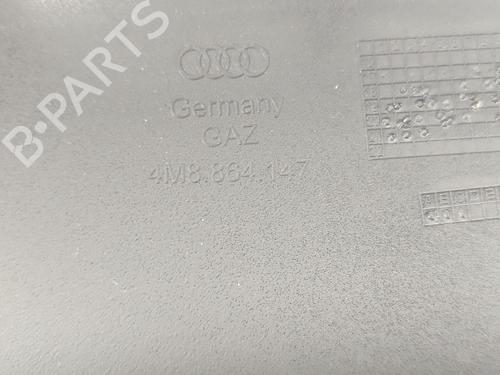 B-PARTS
Germany
GAZ
4M8.864.147
A B C D E